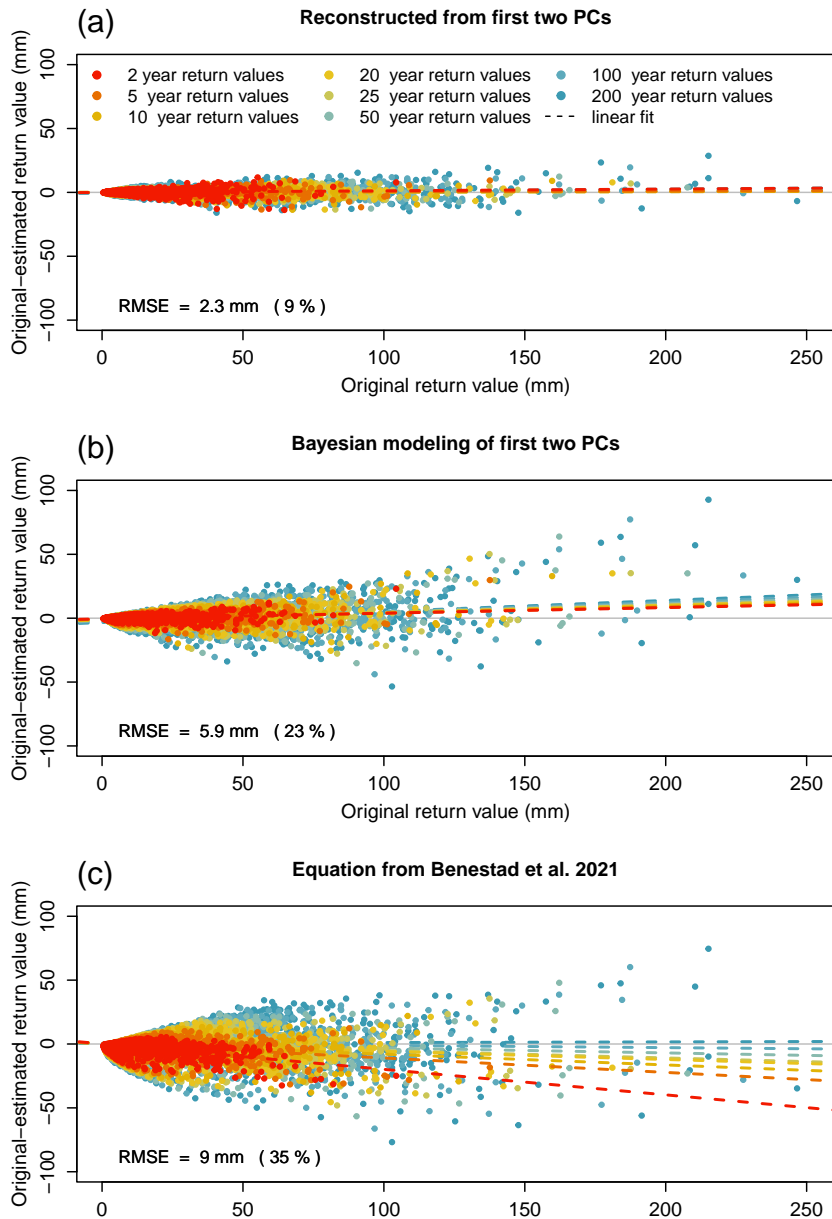 (a)
Reconstructed from first two PCs
Original−estimated return value (mm)
100
50
0
−50
−100
2 year return values
20 year return values
100 year return values
5 year return values
25 year return values
200 year return values
10 year return values
50 year return values
linear fit
RMSE = 2.3 mm ( 9 % )
0 50 100 150 200 250
Original return value (mm)
(b)
Bayesian modeling of first two PCs
Original−estimated return value (mm)
100
50
0
−50
−100
RMSE = 5.9 mm ( 23 % )
0 50 100 150 200 250
Original return value (mm)
(c)
Equation from Benestad et al. 2021
Original−estimated return value (mm)
100
50
0
−50
−100
RMSE = 9 mm ( 35 % )
0 50 100 150 200 250